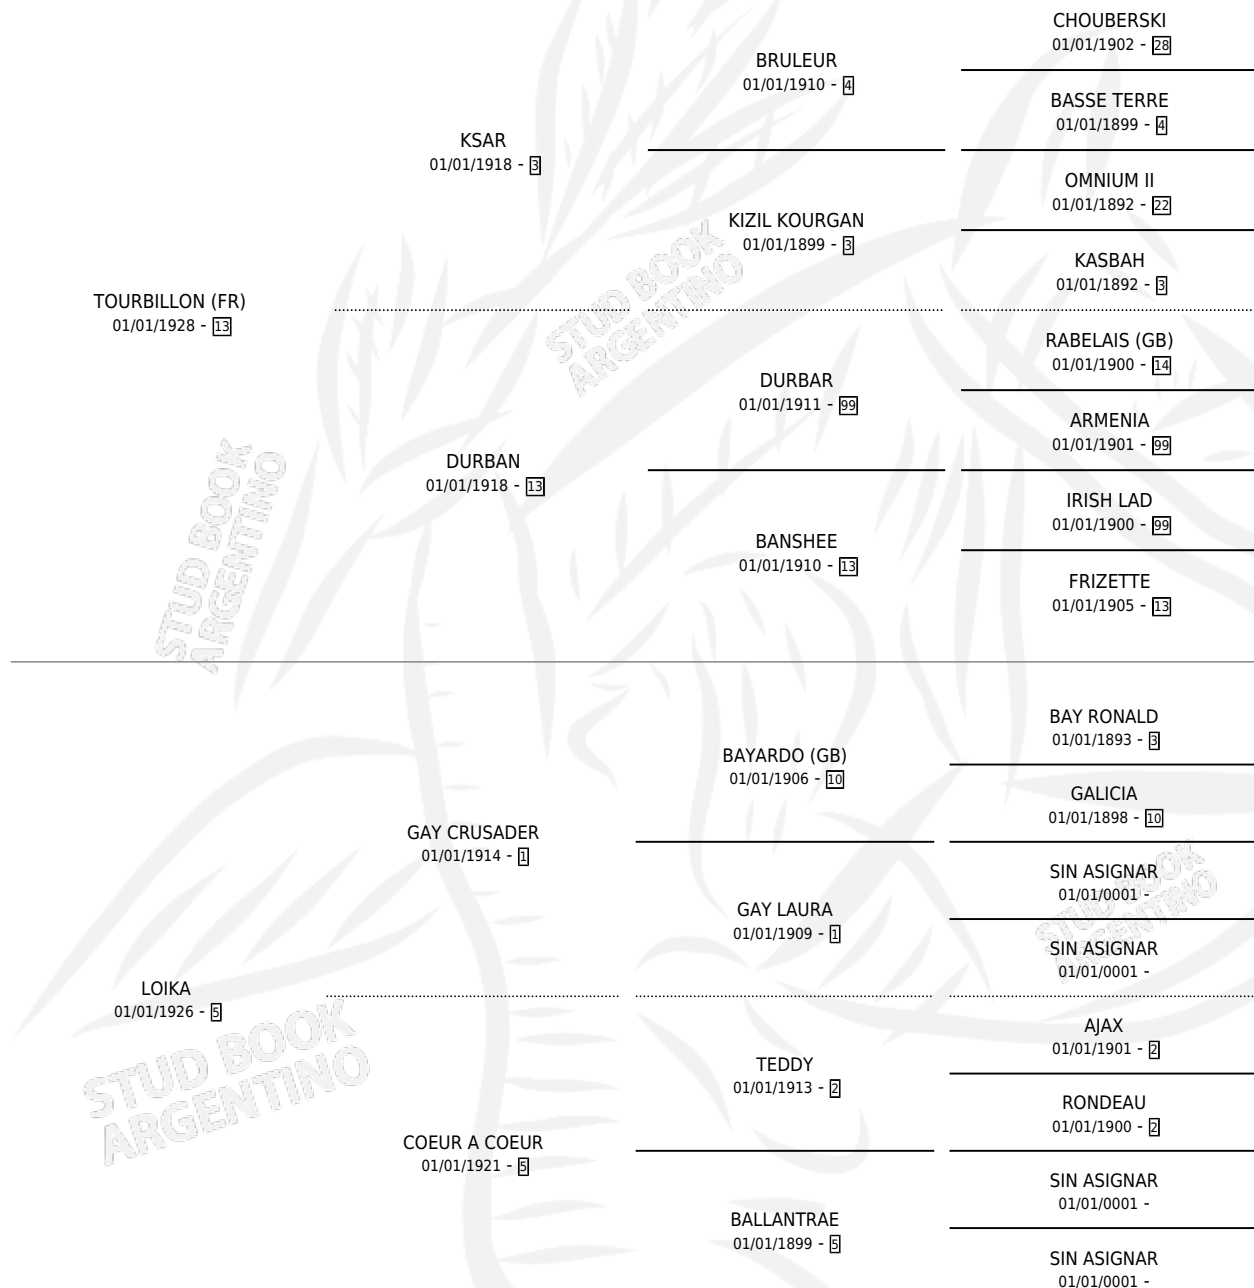 CHOUBERSKI
01/01/1902 - 28
BRULEUR
01/01/1910 - 4
BASSE TERRE
01/01/1899 - 4
KSAR
01/01/1918 - 3
OMNIUM II
01/01/1892 - 22
KIZIL KOURGAN
01/01/1899 - 3
KASBAH
01/01/1892 - 3
TOURBILLON (FR)
01/01/1928 - 13
STUD BOOK
ARGENTINO
RABELAIS (GB)
01/01/1900 - 14
DURBAR
01/01/1911 - 99
ARMENIA
01/01/1901 - 99
DURBAN
01/01/1918 - 13
IRISH LAD
01/01/1900 - 99
BANSHEE
01/01/1910 - 13
FRIZETTE
01/01/1905 - 13
STUD BOOK
ARGENTINO
BAY RONALD
01/01/1893 - 3
BAYARDO (GB)
01/01/1906 - 10
GALICIA
01/01/1898 - 10
GAY CRUSADER
01/01/1914 - 1
SIN ASIGNAR
01/01/0001 -
GAY LAURA
01/01/1909 - 1
STUD BOOK
ARGENTINO
SIN ASIGNAR
01/01/0001 -
LOIKA
01/01/1926 - 5
AJAX
01/01/1901 - 2
TEDDY
01/01/1913 - 2
STUD BOOK
ARGENTINO
RONDEAU
01/01/1900 - 2
COEUR A COEUR
01/01/1921 - 5
SIN ASIGNAR
01/01/0001 -
BALLANTRAE
01/01/1899 - 5
SIN ASIGNAR
01/01/0001 -